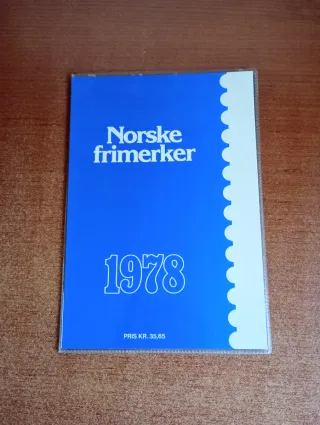 Norske
frimerker
1978
PRIS KR. 35,65